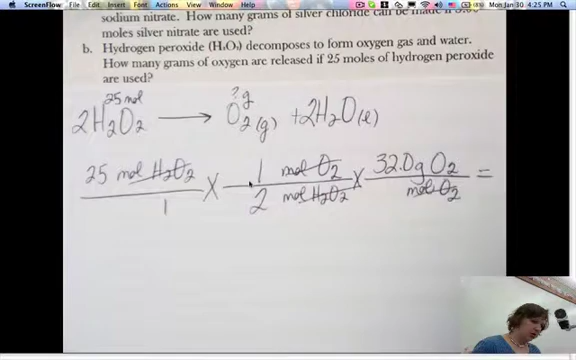 ScreenFlow File Edit Insert Font Actions Arrange View Window Help Mon Jan 30 4:25 PM
sodium nitrate. How many grams of silver chloride can be made if 5.00
moles silver nitrate are used?
b. Hydrogen peroxide (H₂O₂) decomposes to form oxygen gas and water.
How many grams of oxygen are released if 25 moles of hydrogen peroxide
are used?
25 mol ? g
2H₂O₂ → O₂(g) + 2H₂O(ℓ)
25 mol H₂O₂ × 1 mol O₂ × 32.0 g O₂ =
1 2 mol H₂O₂ mol O₂